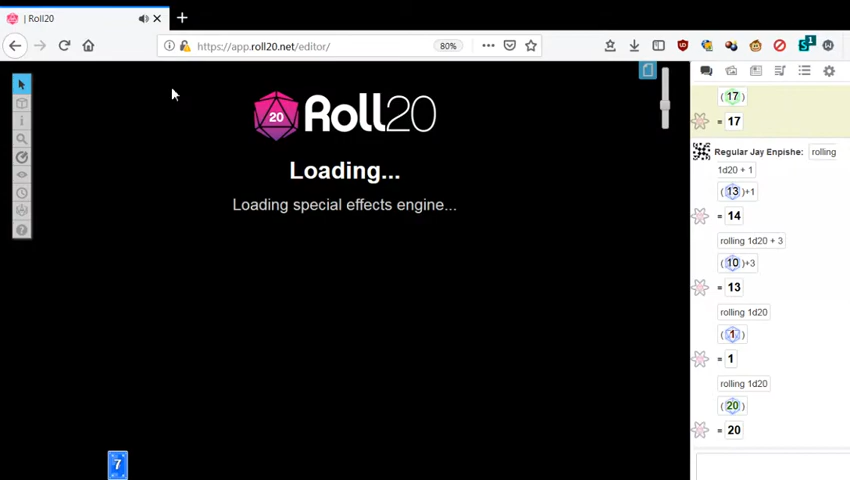 | Roll20
https://app.roll20.net/editor/
80%
S 1
20 Roll20
Loading...
Loading special effects engine...
7
(17)
= 17
Regular Jay Enpishe: rolling
1d20 + 1
(13)+1
= 14
rolling 1d20 + 3
(10)+3
= 13
rolling 1d20
(1)
= 1
rolling 1d20
(20)
= 20